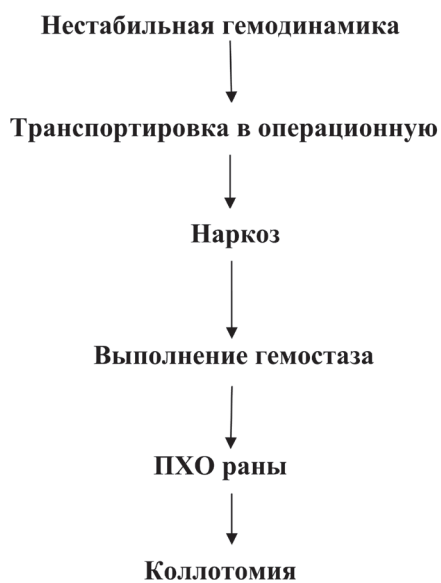 Нестабильная гемодинамика
Транспортировка в операционную
Наркоз
Выполнение гемостаза
ПХО раны
Коллотомия